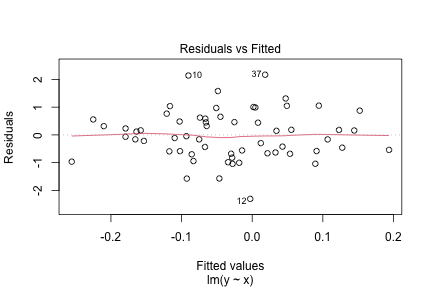 Residuals vs Fitted
10
37
12
2
1
0
-1
-2
Residuals
-0.2 -0.1 0.0 0.1 0.2
Fitted values
lm(y ~ x)